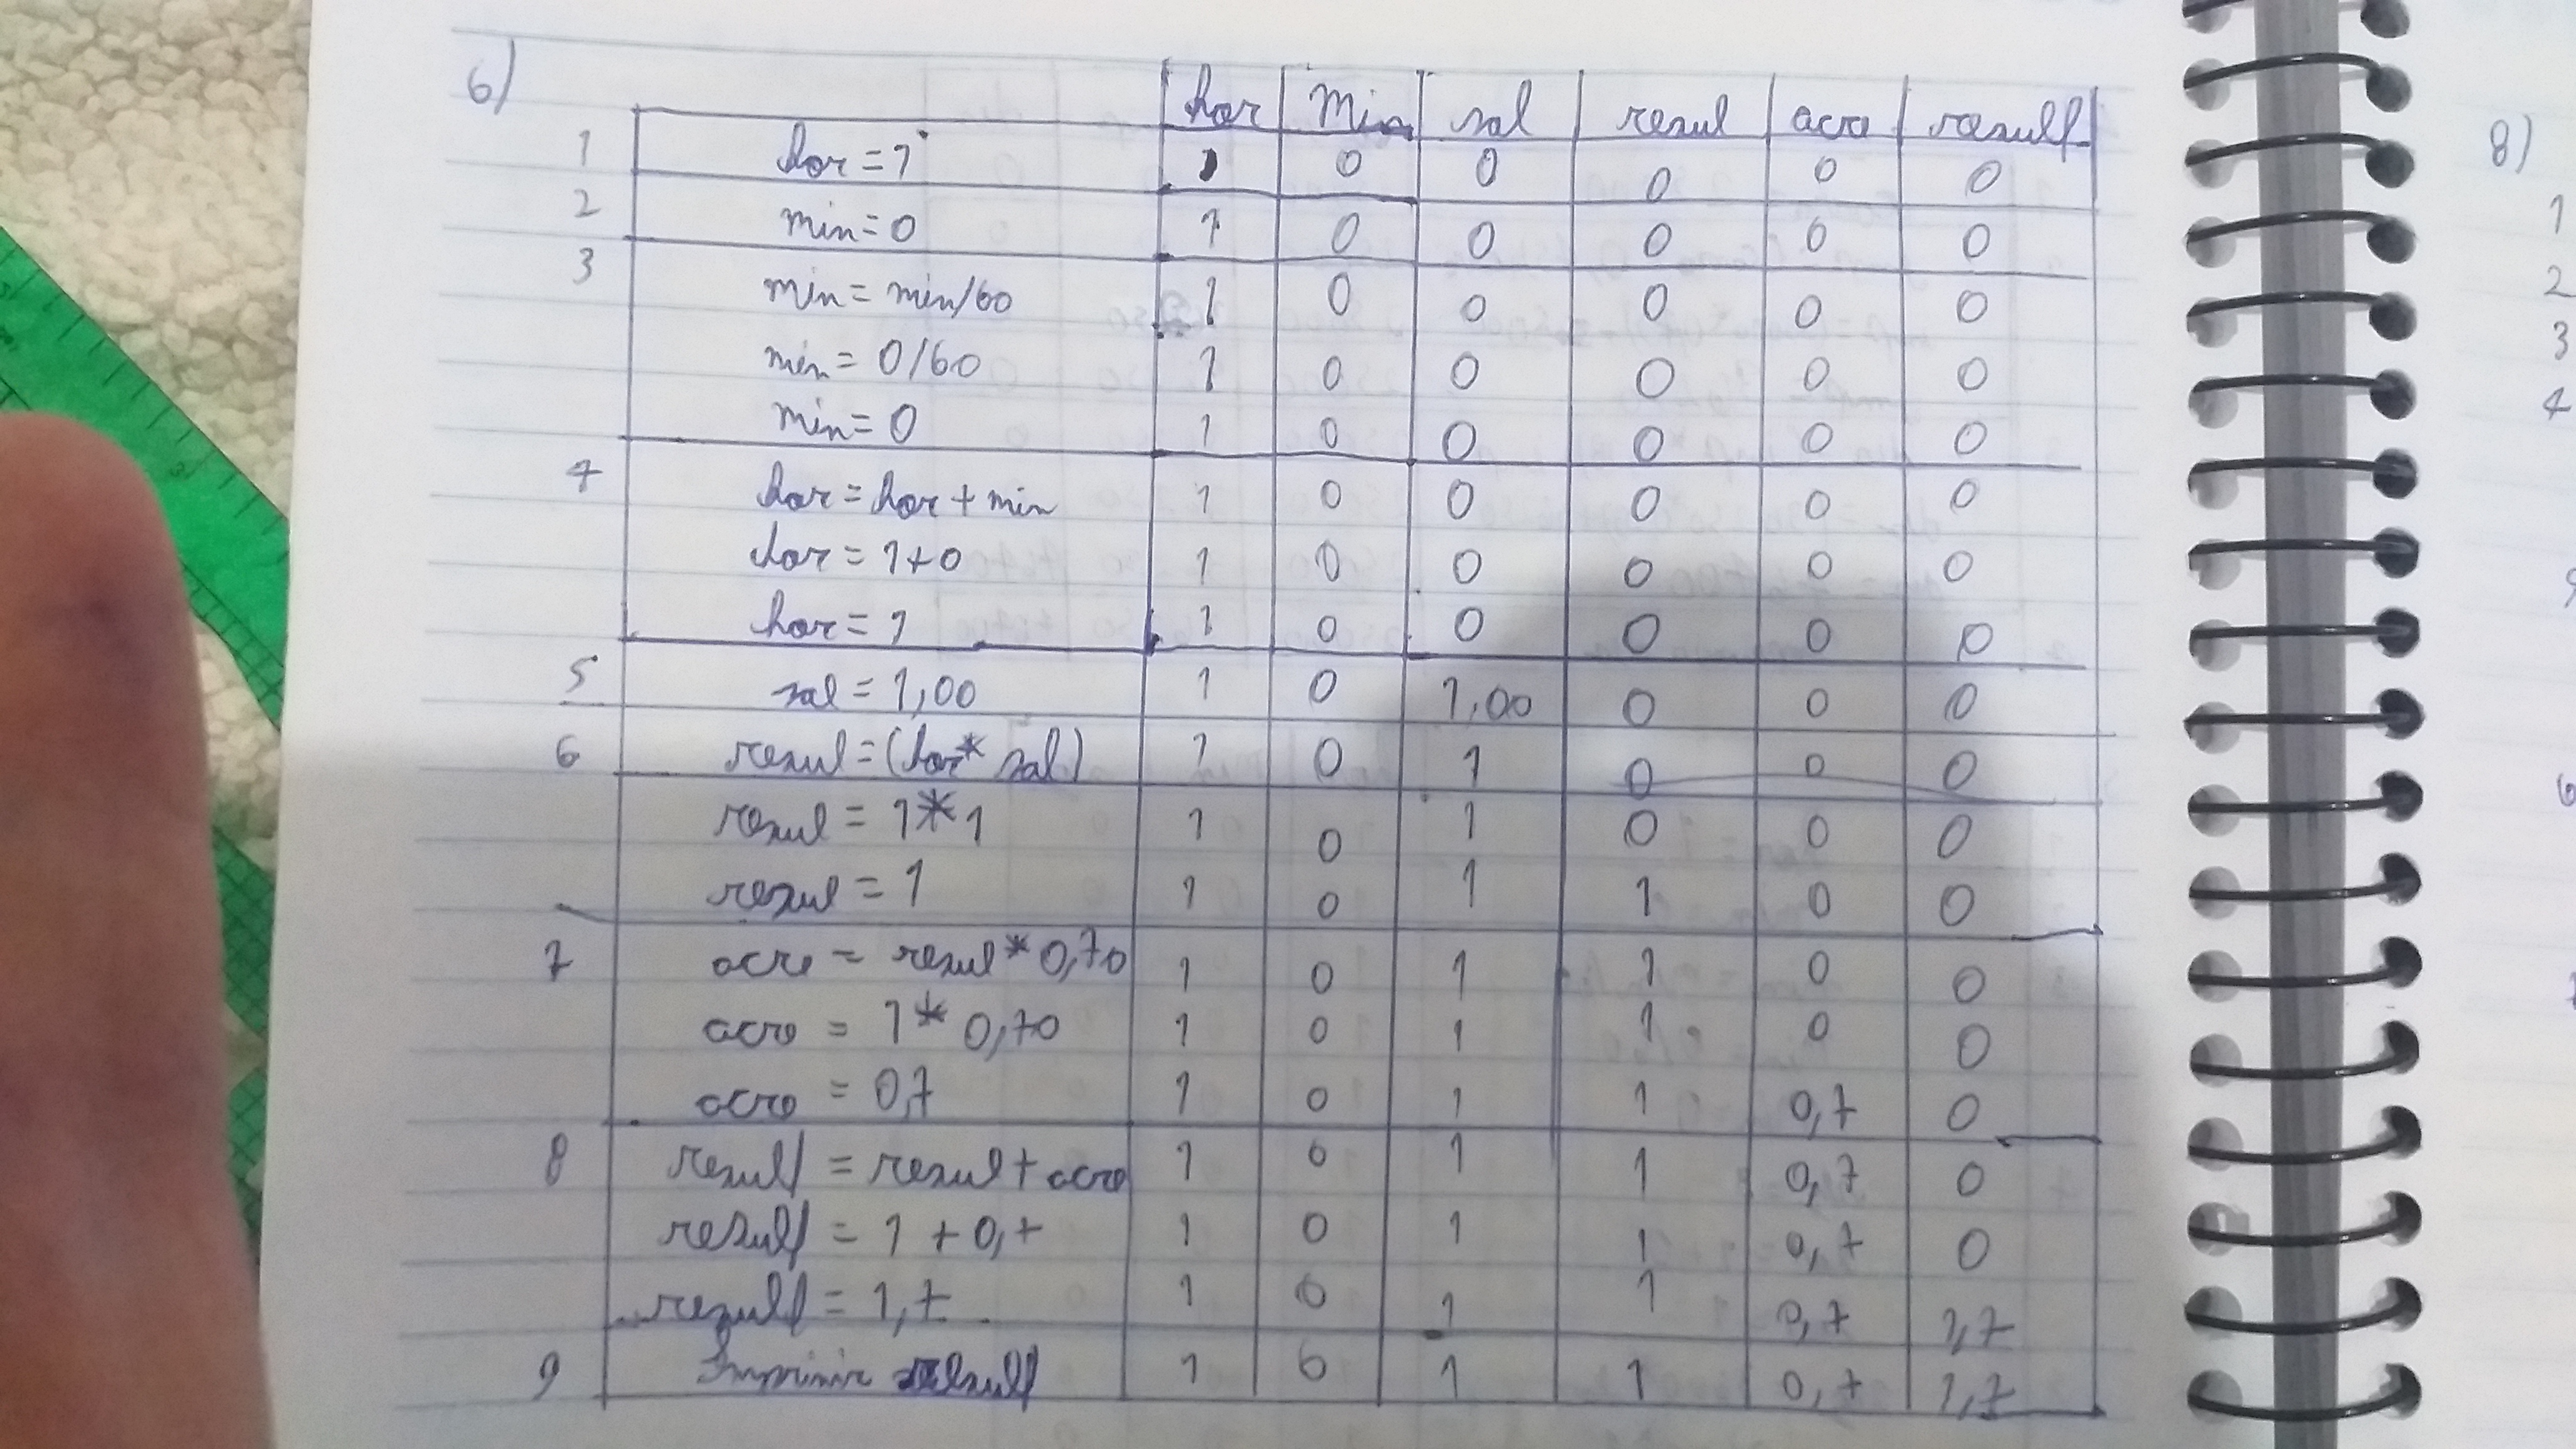 6)
hor Min sal resul acre resulf
1 hor = 1 1 0 0 0 0 0
2 min = 0 1 0 0 0 0 0
3 min = min/60 1 0 0 0 0 0
min = 0/60 1 0 0 0 0 0
min = 0 1 0 0 0 0 0
4 hor = hor + min 1 0 0 0 0 0
hor = 1+0 1 0 0 0 0 0
hor = 1 1 0 0 0 0 0
5 sal = 1,00 1 0 1,00 0 0 0
6 resul = (hor* sal) 1 0 1 0 0 0
resul = 1*1 1 0 1 0 0 0
resul = 1 1 0 1 1 0 0
7 acre = resul * 0,70 1 0 1 1 0 0
acre = 1* 0,70 1 0 1 1 0 0
acre = 0,7 1 0 1 1 0,7 0
8 resulf = resul + acre 1 0 1 1 0,7 0
resulf = 1 + 0,7 1 0 1 1 0,7 0
resulf = 1,7 1 0 1 1 0,7 1,7
9 Imprimir resulf 1 0 1 1 0,7 1,7
8)
1
2
3
4
6